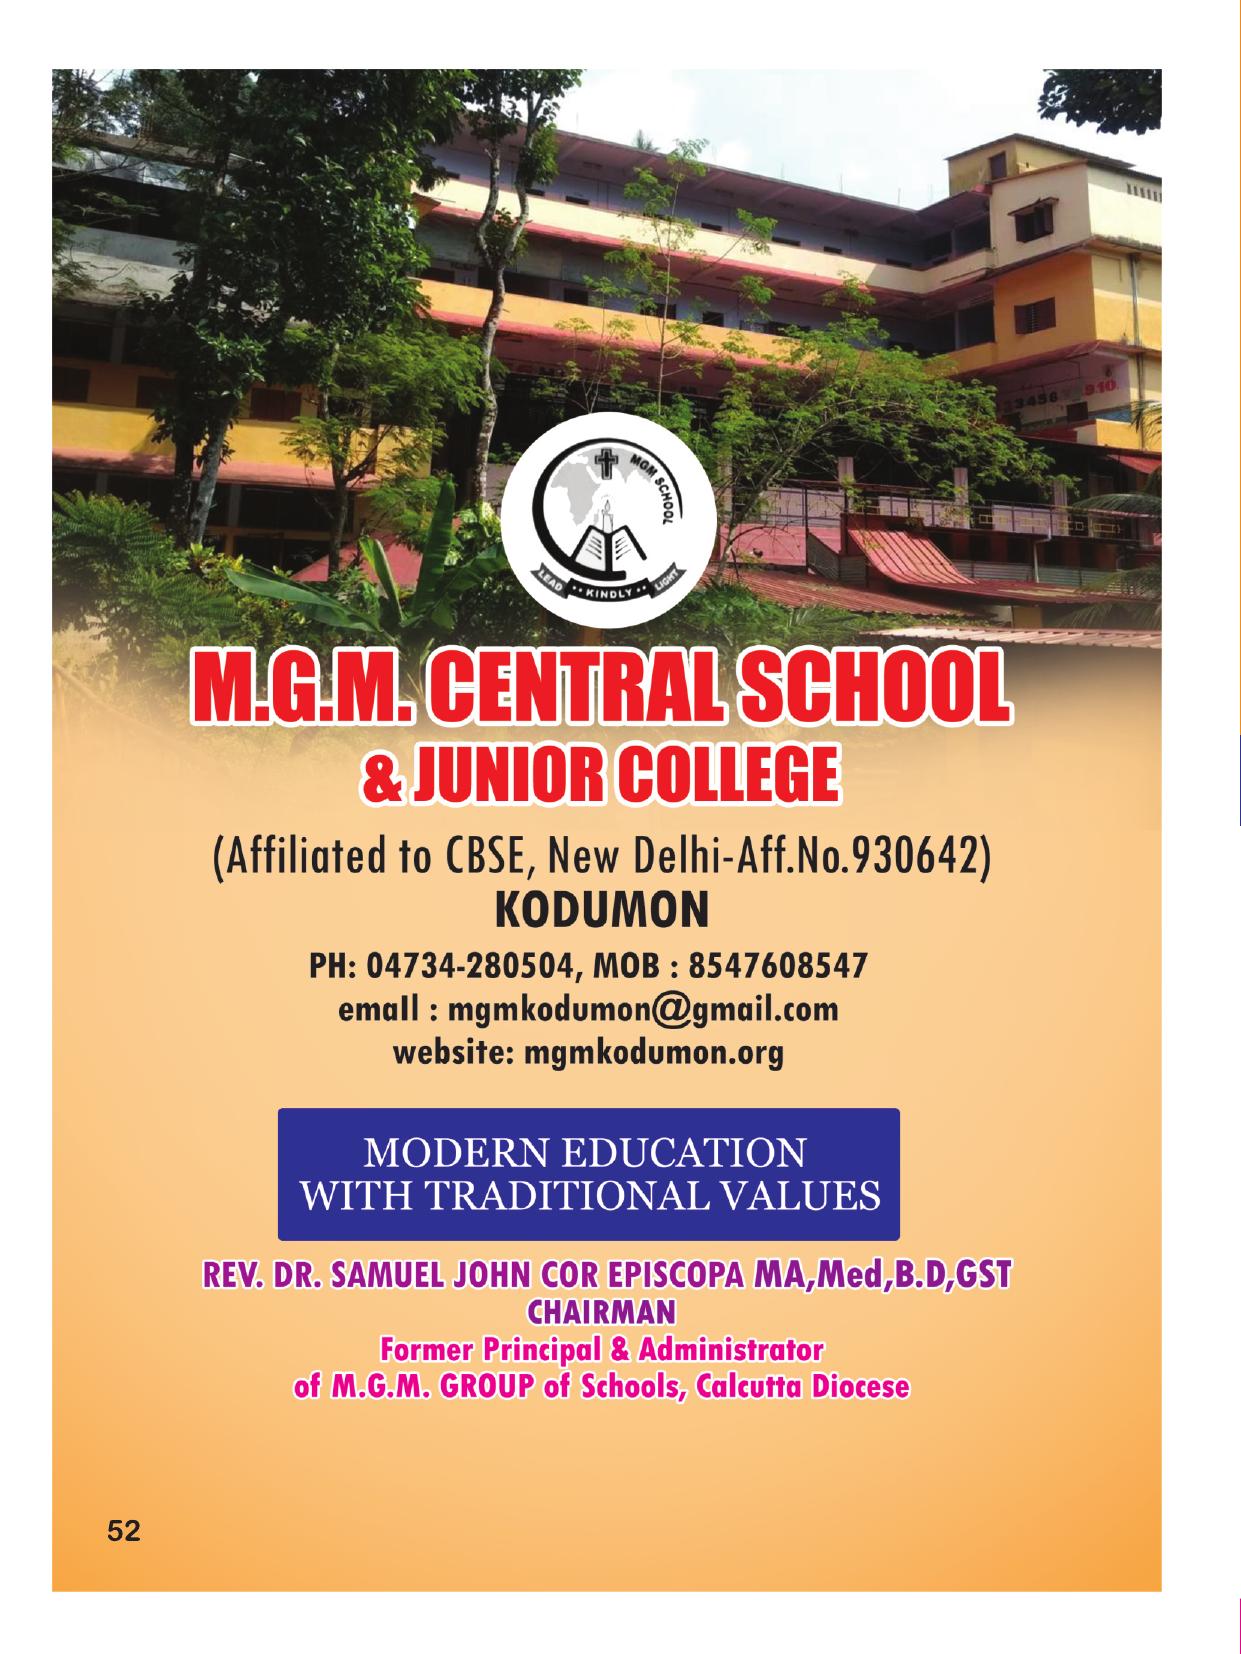 MGM SCHOOL
LEAD •• KINDLY •• LIGHT
M.G.M. CENTRAL SCHOOL
& JUNIOR COLLEGE
(Affiliated to CBSE, New Delhi-Aff.No.930642)
KODUMON
PH: 04734-280504, MOB : 8547608547
emaIl : mgmkodumon@gmail.com
website: mgmkodumon.org
MODERN EDUCATION
WITH TRADITIONAL VALUES
REV. DR. SAMUEL JOHN COR EPISCOPA MA,Med,B.D,GST
CHAIRMAN
Former Principal & Administrator
of M.G.M. GROUP of Schools, Calcutta Diocese
52